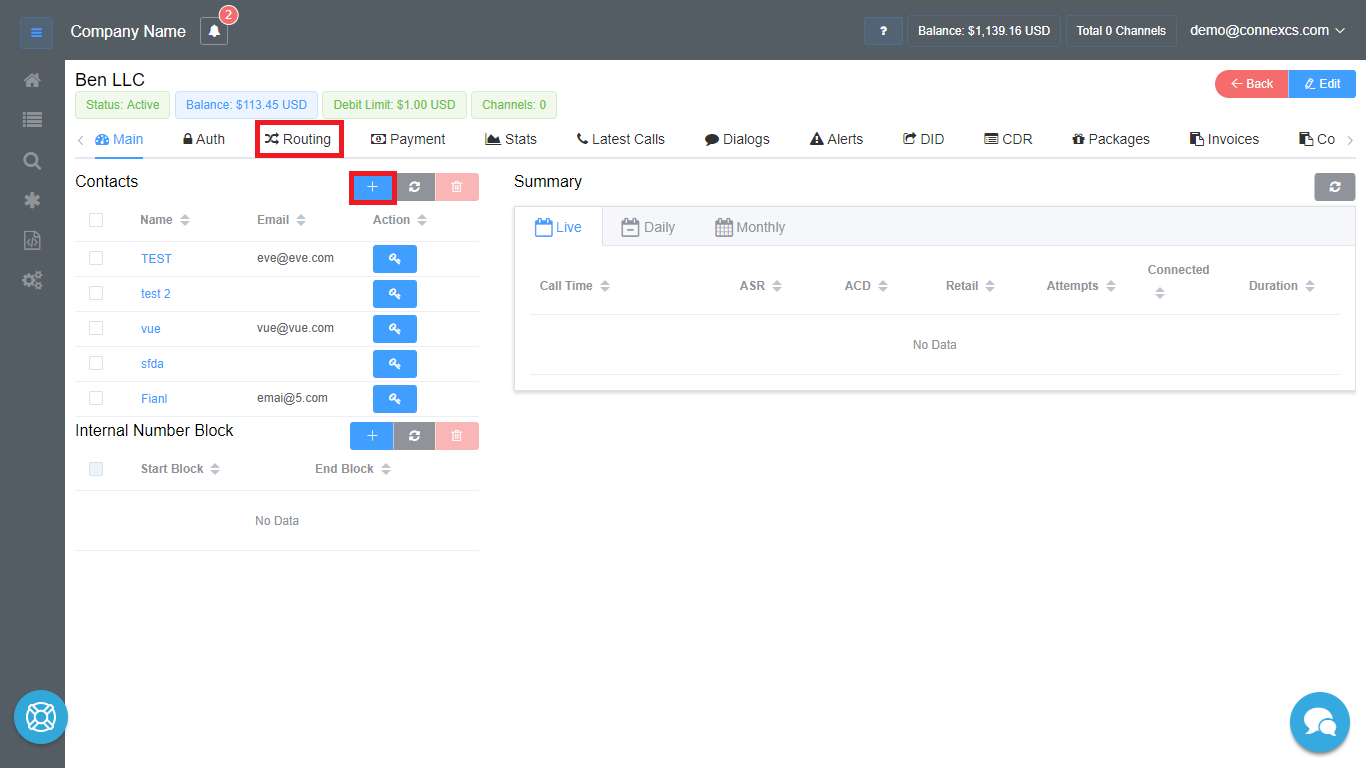 Company Name 2 ? Balance: $1,139.16 USD Total 0 Channels demo@connexcs.com
Ben LLC
Back Edit
Status: Active Balance: $113.45 USD Debit Limit: $1.00 USD Channels: 0
Main Auth Routing Payment Stats Latest Calls Dialogs Alerts DID CDR Packages Invoices Co
Contacts
Name Email Action
TEST eve@eve.com
test 2
vue vue@vue.com
sfda
Fianl emai@5.com
Internal Number Block
Start Block End Block
No Data
Summary
Live Daily Monthly
Call Time ASR ACD Retail Attempts Connected Duration
No Data